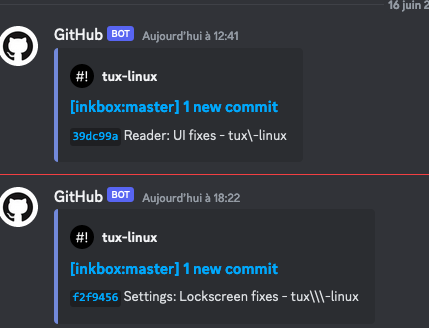 16 juin 2
GitHub BOT Aujourd'hui à 12:41
#! tux-linux
[inkbox:master] 1 new commit
39dc99a Reader: UI fixes - tux\-linux
GitHub BOT Aujourd'hui à 18:22
#! tux-linux
[inkbox:master] 1 new commit
f2f9456 Settings: Lockscreen fixes - tux\\\-linux